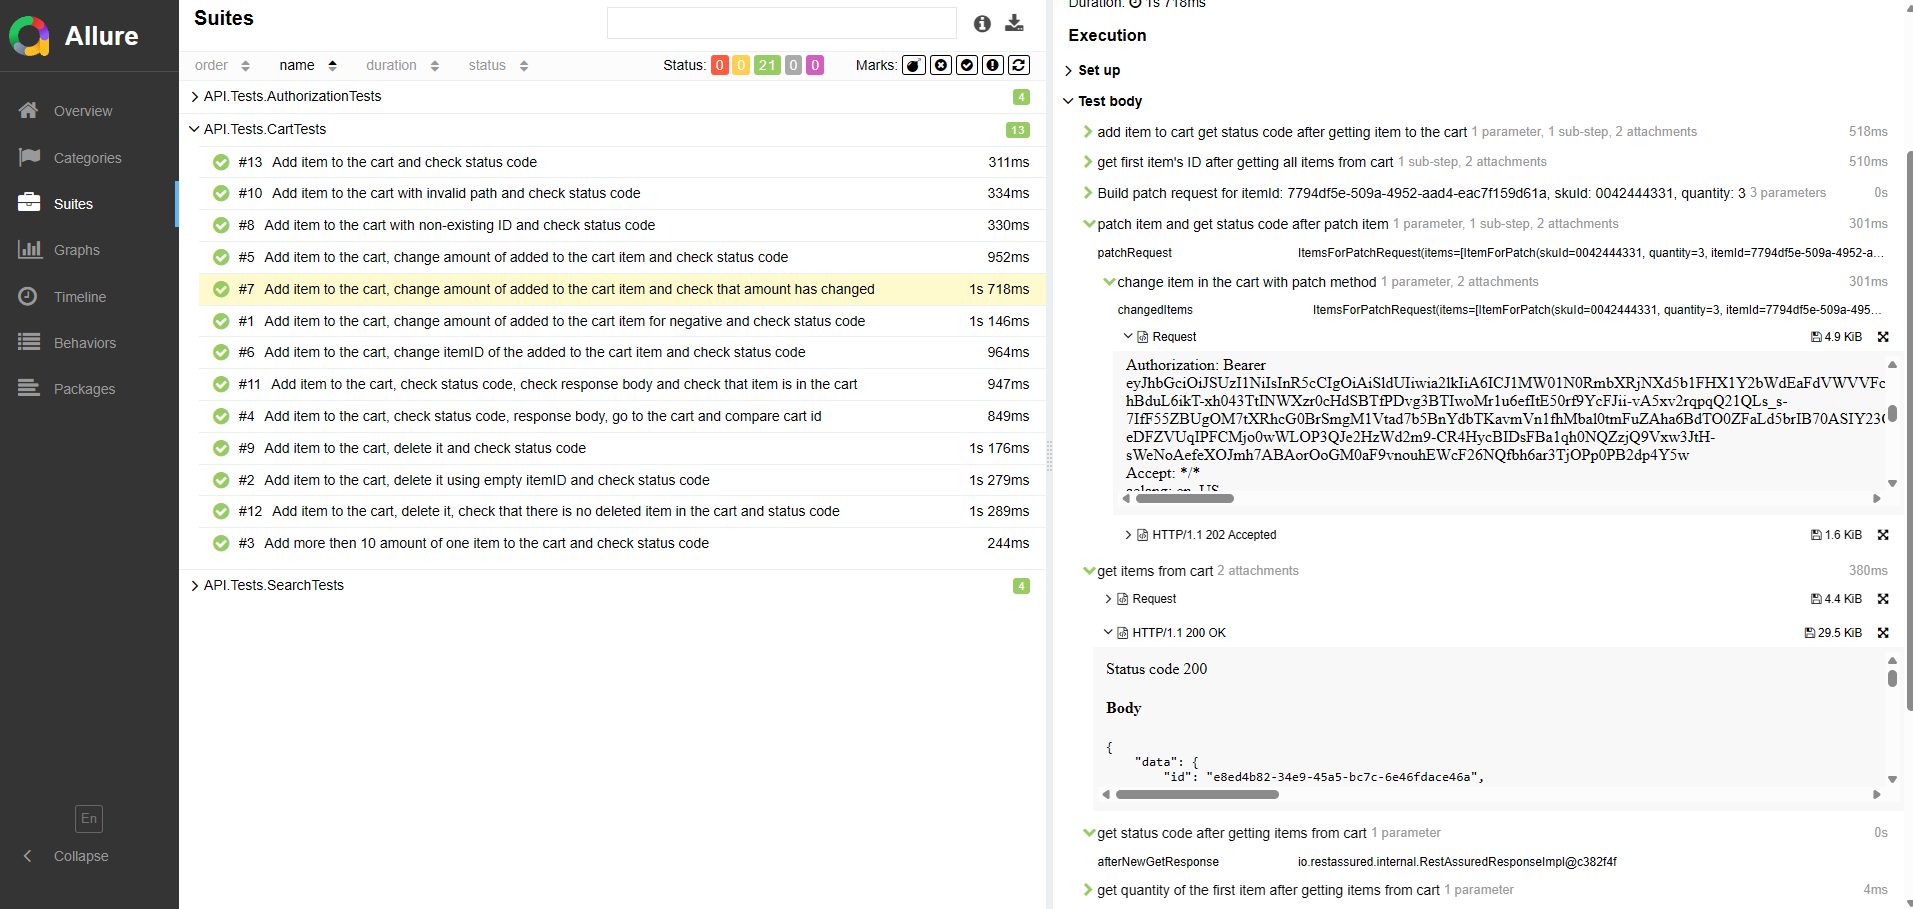 Allure
Overview
Categories
Suites
Graphs
Timeline
Behaviors
Packages
En
Collapse
Suites
order name duration status Status: 0 0 21 0 0 Marks:
API.Tests.AuthorizationTests 4
API.Tests.CartTests 13
#13 Add item to the cart and check status code 311ms
#10 Add item to the cart with invalid path and check status code 334ms
#8 Add item to the cart with non-existing ID and check status code 330ms
#5 Add item to the cart, change amount of added to the cart item and check status code 952ms
#7 Add item to the cart, change amount of added to the cart item and check that amount has changed 1s 718ms
#1 Add item to the cart, change amount of added to the cart item for negative and check status code 1s 146ms
#6 Add item to the cart, change itemID of the added to the cart item and check status code 964ms
#11 Add item to the cart, check status code, check response body and check that item is in the cart 947ms
#4 Add item to the cart, check status code, response body, go to the cart and compare cart id 849ms
#9 Add item to the cart, delete it and check status code 1s 176ms
#2 Add item to the cart, delete it using empty itemID and check status code 1s 279ms
#12 Add item to the cart, delete it, check that there is no deleted item in the cart and status code 1s 289ms
#3 Add more then 10 amount of one item to the cart and check status code 244ms
API.Tests.SearchTests 4
Duration: 1s 718ms
Execution
Set up
Test body
add item to cart get status code after getting item to the cart 1 parameter, 1 sub-step, 2 attachments 518ms
get first item's ID after getting all items from cart 1 sub-step, 2 attachments 510ms
Build patch request for itemId: 7794df5e-509a-4952-aad4-eac7f159d61a, skuId: 0042444331, quantity: 3 3 parameters 0s
patch item and get status code after patch item 1 parameter, 1 sub-step, 2 attachments 301ms
patchRequest ItemsForPatchRequest(items=[ItemForPatch(skuId=0042444331, quantity=3, itemId=7794df5e-509a-4952-a...
change item in the cart with patch method 1 parameter, 2 attachments 301ms
changedItems ItemsForPatchRequest(items=[ItemForPatch(skuId=0042444331, quantity=3, itemId=7794df5e-509a-495...
Request 4.9 KiB
Authorization: Bearer
eyJhbGciOiJSUzI1NiIsInR5cCIgOiAiSldUIiwia2lkIiA6ICJ1MW01N0RmbXRjNXd5b1FHX1Y2bWdEaFdVWVVFc
hBduL6ikT-xh043TtINWXzr0cHdSBTfPDvg3BTIwoMr1u6efItE50rf9YcFJii-vA5xv2rqpqQ21QLs_s-
7IfF55ZBUgOM7tXRhcG0BrSmgM1Vtad7b5BnYdbTKavmVn1fhMbal0tmFuZAha6BdTO0ZFaLd5brIB70ASIY23
eDFZVUqIPFCMjo0wWLOP3QJe2HzWd2m9-CR4HycBIDsFBa1qh0NQZzjQ9Vxw3JtH-
sWeNoAefeXOJmh7ABAorOoGM0aF9vnouhEWcF26NQfbh6ar3TjOPp0PB2dp4Y5w
Accept: */*
HTTP/1.1 202 Accepted 1.6 KiB
get items from cart 2 attachments 380ms
Request 4.4 KiB
HTTP/1.1 200 OK 29.5 KiB
Status code 200
Body
{
"data": {
"id": "e8ed4b82-34e9-45a5-bc7c-6e46fdace46a",
get status code after getting items from cart 1 parameter 0s
afterNewGetResponse io.restassured.internal.RestAssuredResponseImpl@c382f4f
get quantity of the first item after getting items from cart 1 parameter 4ms